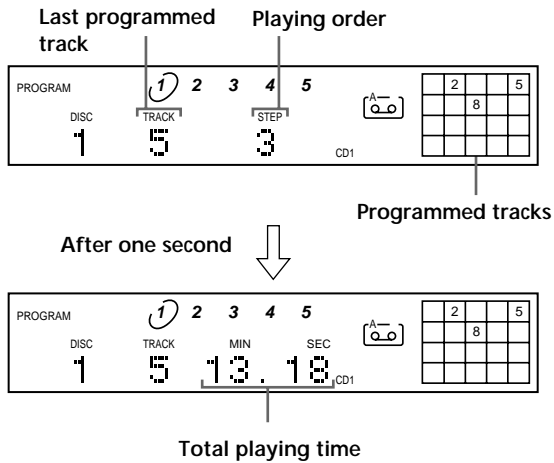 Last programmed track
Playing order
PROGRAM 1 2 3 4 5 A 2 5
8
DISC TRACK STEP
1 5 3 CD1
Programmed tracks
After one second
PROGRAM 1 2 3 4 5 A 2 5
8
DISC TRACK MIN SEC
1 5 13.18 CD1
Total playing time